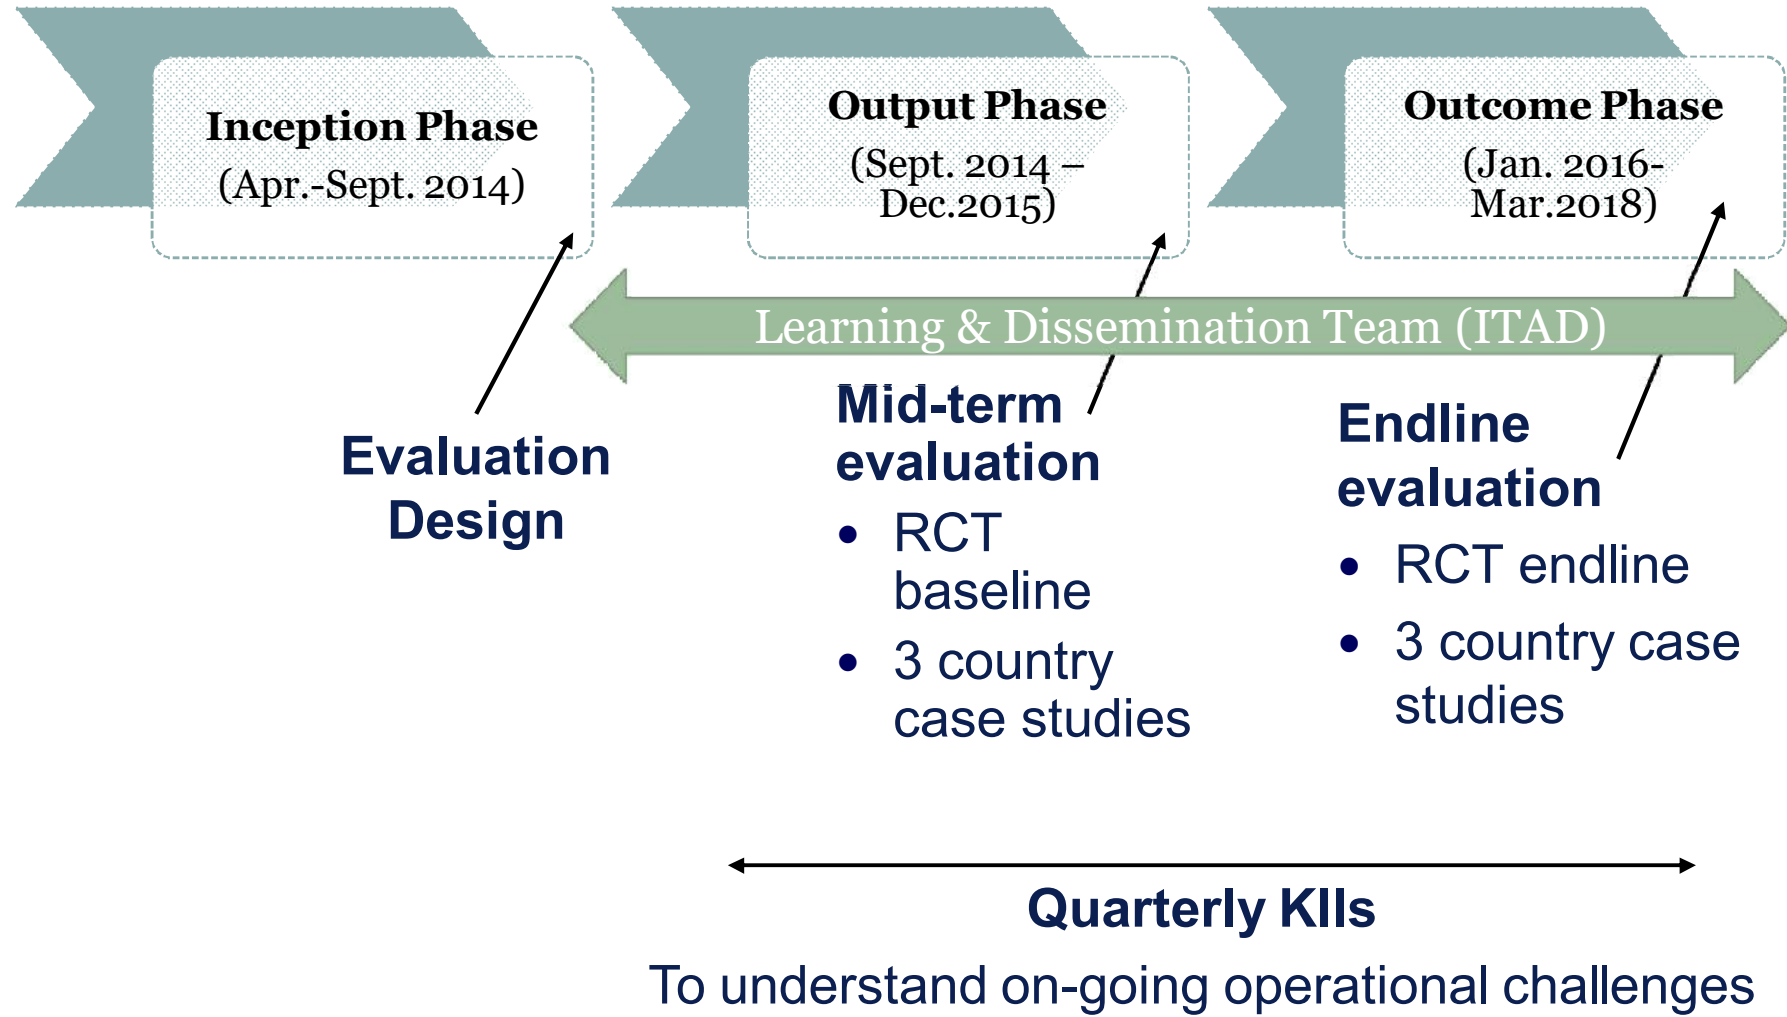 Inception Phase
(Apr.-Sept. 2014)
Output Phase
(Sept. 2014 –
Dec.2015)
Outcome Phase
(Jan. 2016-
Mar.2018)
Learning & Dissemination Team (ITAD)
Evaluation
Design
Mid-term
evaluation
• RCT
baseline
• 3 country
case studies
Endline
evaluation
• RCT endline
• 3 country case
studies
Quarterly KIIs
To understand on-going operational challenges